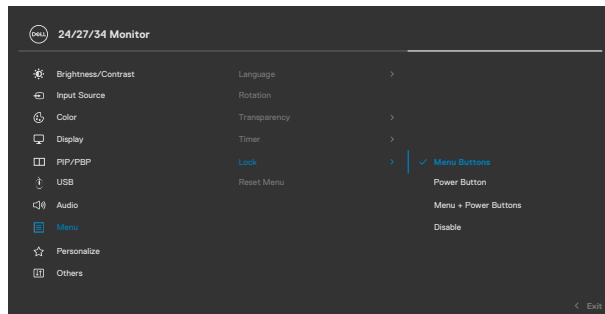 DELL 24/27/34 Monitor
Brightness/Contrast
Input Source
Color
Display
PIP/PBP
USB
Audio
Menu
Personalize
Others
Language
Rotation
Transparency
Timer
Lock
Reset Menu
Menu Buttons
Power Button
Menu + Power Buttons
Disable
Exit